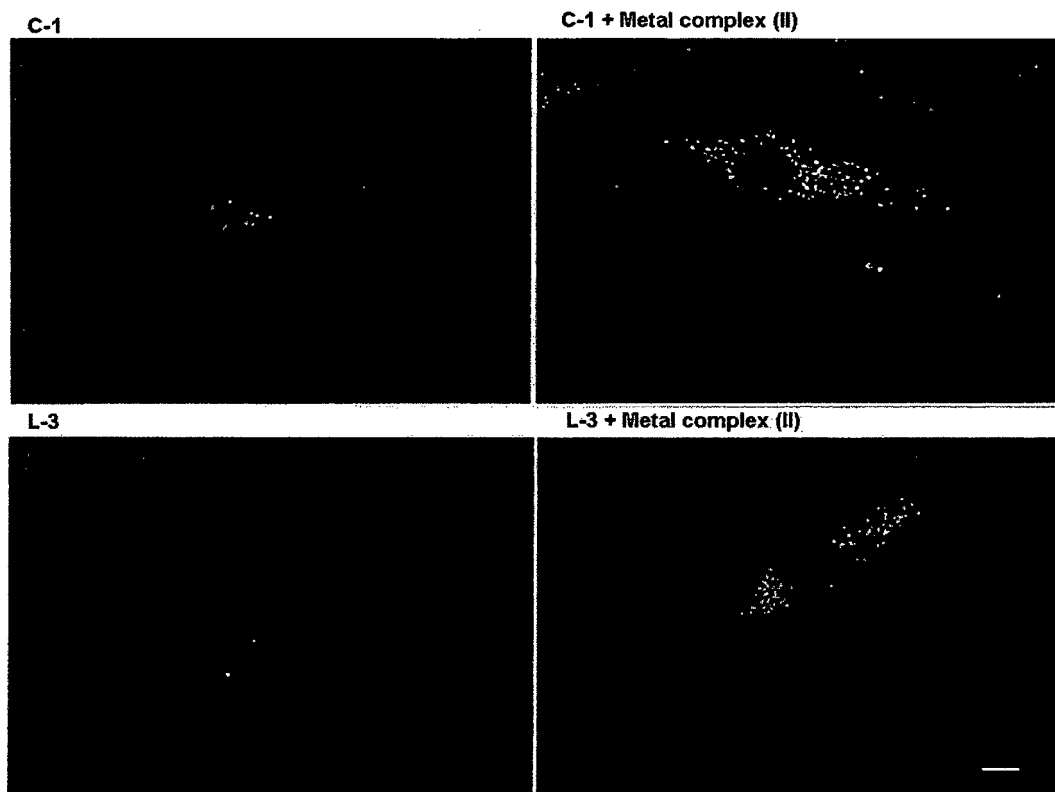 C-1
C-1 + Metal complex (II)
L-3
L-3 + Metal complex (II)